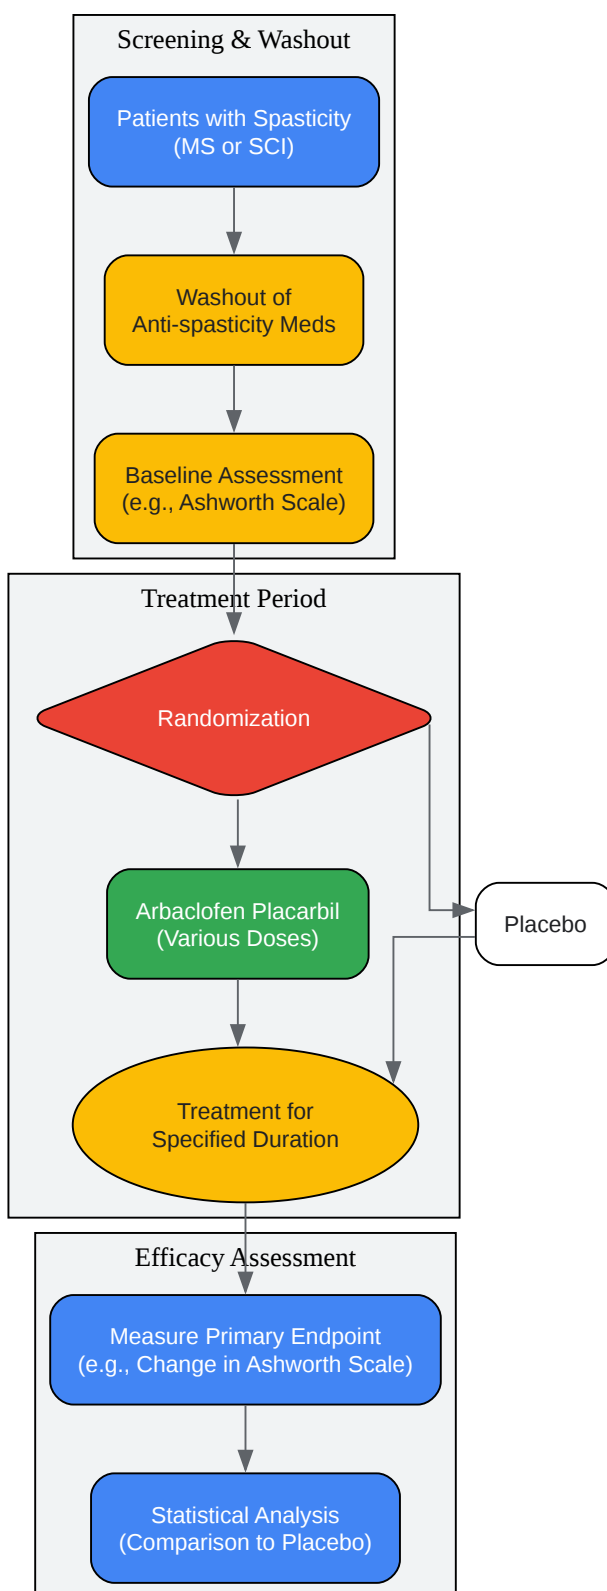 Screening & Washout
Patients with Spasticity
(MS or SCI)
Washout of
Anti-spasticity Meds
Baseline Assessment
(e.g., Ashworth Scale)
Treatment Period
Randomization
Arbaclofen Placarbil
(Various Doses)
Placebo
Treatment for
Specified Duration
Efficacy Assessment
Measure Primary Endpoint
(e.g., Change in Ashworth Scale)
Statistical Analysis
(Comparison to Placebo)